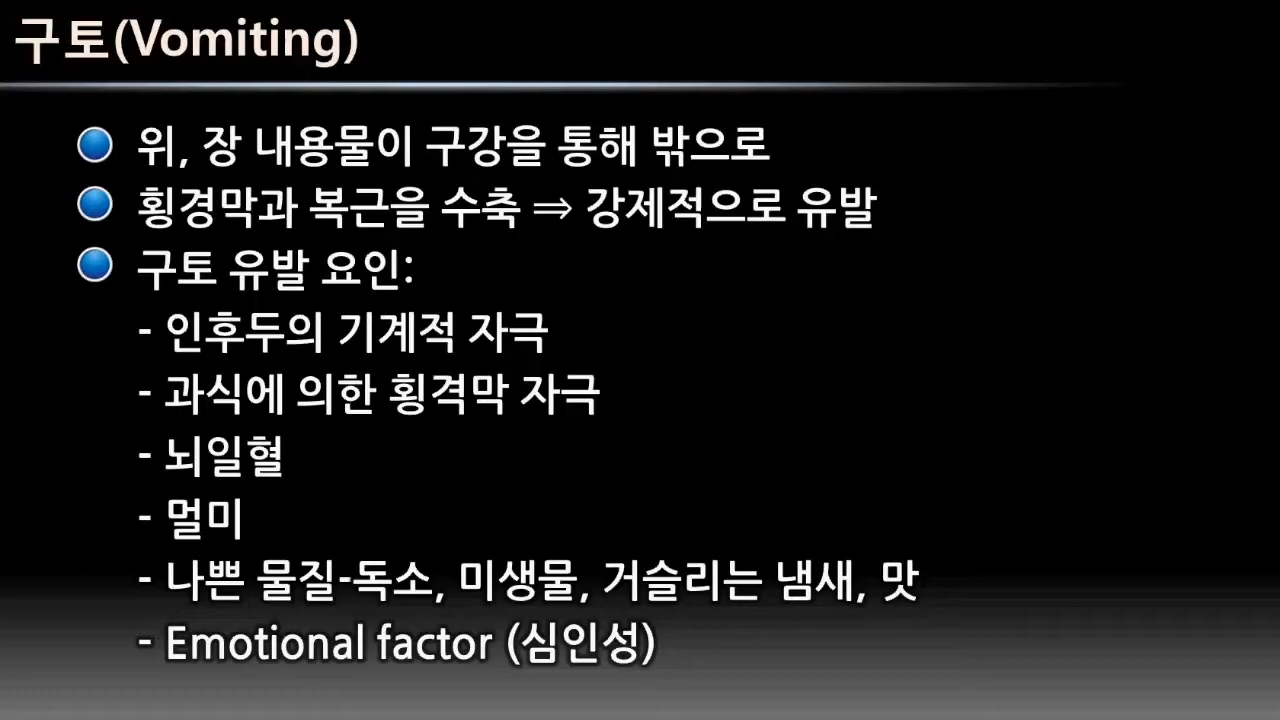 구토(Vomiting)
위, 장 내용물이 구강을 통해 밖으로
횡경막과 복근을 수축 ⇒ 강제적으로 유발
구토 유발 요인:
- 인후두의 기계적 자극
- 과식에 의한 횡격막 자극
- 뇌일혈
- 멀미
- 나쁜 물질-독소, 미생물, 거슬리는 냄새, 맛
- Emotional factor (심인성)